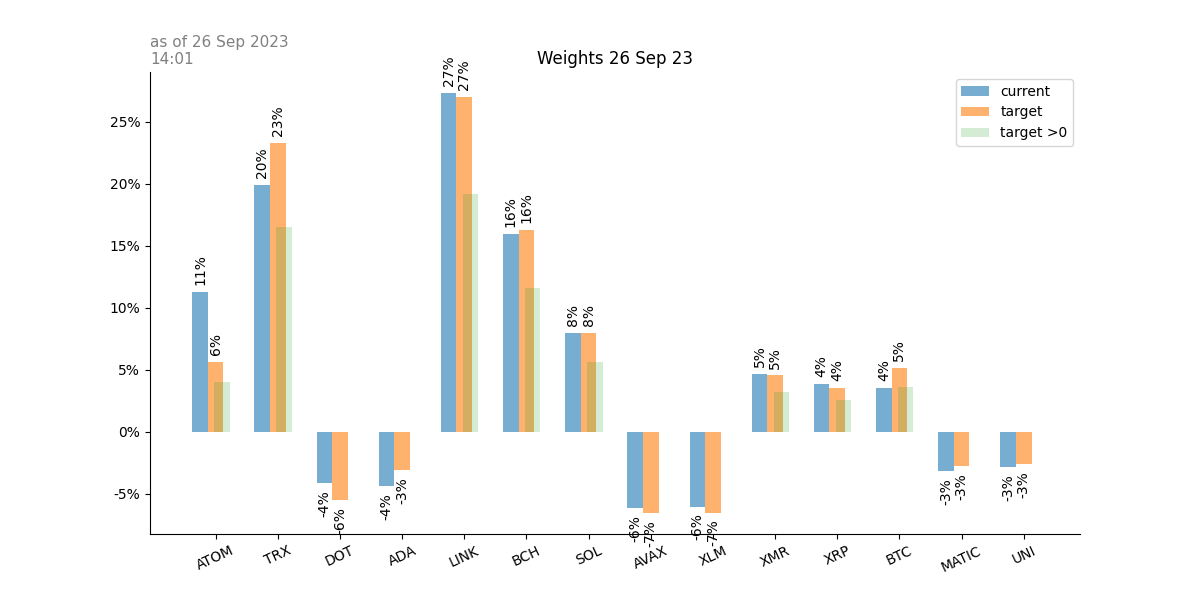 as of 26 Sep 2023
14:01
Weights 26 Sep 23
current
target
target >0
25%
20%
15%
10%
5%
0%
-5%
11%
6%
20%
23%
-4%
-6%
-4%
-3%
27%
27%
16%
16%
8%
8%
-6%
-7%
-6%
-7%
5%
5%
4%
4%
4%
5%
-3%
-3%
-3%
-3%
ATOM
TRX
DOT
ADA
LINK
BCH
SOL
AVAX
XLM
XMR
XRP
BTC
MATIC
UNI